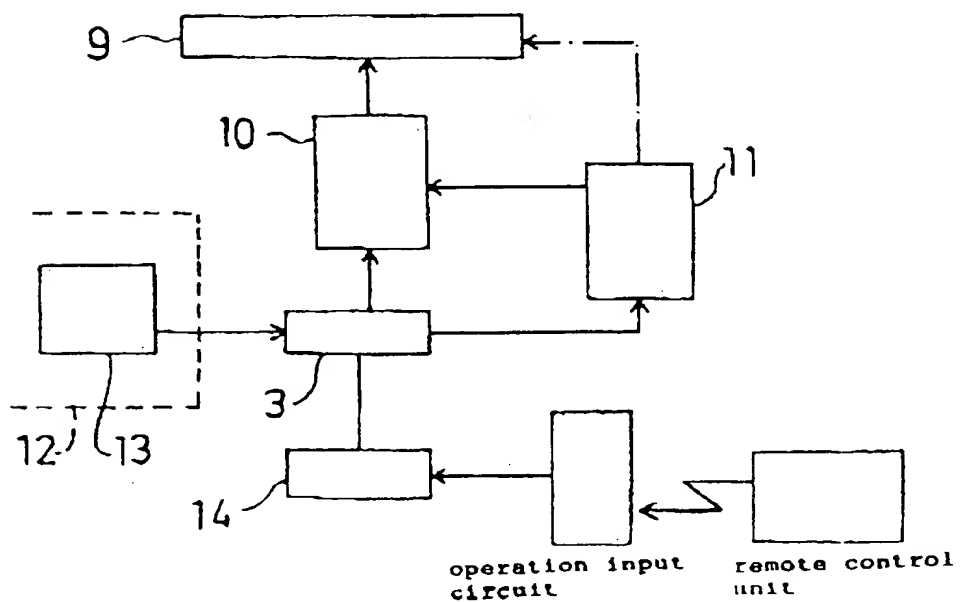 9
10
11
3
12
13
14
operation input
circuit
remote control
unit